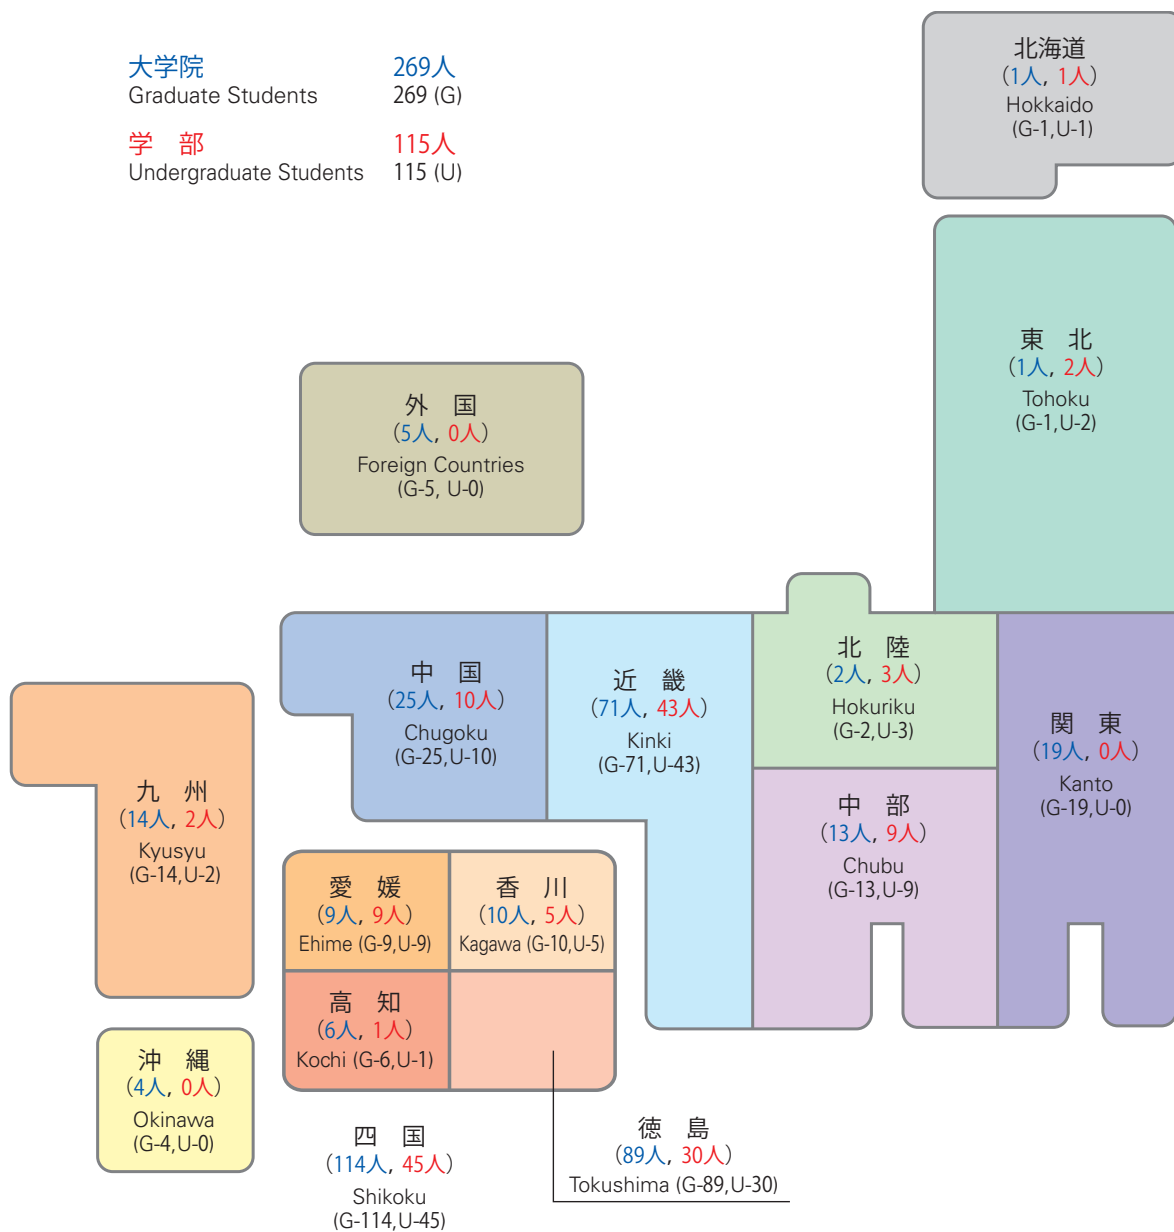 大学院 269人
Graduate Students 269 (G)
学 部 115人
Undergraduate Students 115 (U)
北海道
(1人, 1人)
Hokkaido
(G-1,U-1)
東 北
(1人, 2人)
Tohoku
(G-1,U-2)
外 国
(5人, 0人)
Foreign Countries
(G-5, U-0)
中 国
(25人, 10人)
Chugoku
(G-25,U-10)
近 畿
(71人, 43人)
Kinki
(G-71,U-43)
北 陸
(2人, 3人)
Hokuriku
(G-2,U-3)
関 東
(19人, 0人)
Kanto
(G-19,U-0)
九 州
(14人, 2人)
Kyusyu
(G-14,U-2)
中 部
(13人, 9人)
Chubu
(G-13,U-9)
愛 媛
(9人, 9人)
Ehime (G-9,U-9)
香 川
(10人, 5人)
Kagawa (G-10,U-5)
高 知
(6人, 1人)
Kochi (G-6,U-1)
沖 縄
(4人, 0人)
Okinawa
(G-4,U-0)
四 国
(114人, 45人)
Shikoku
(G-114,U-45)
徳 島
(89人, 30人)
Tokushima (G-89,U-30)